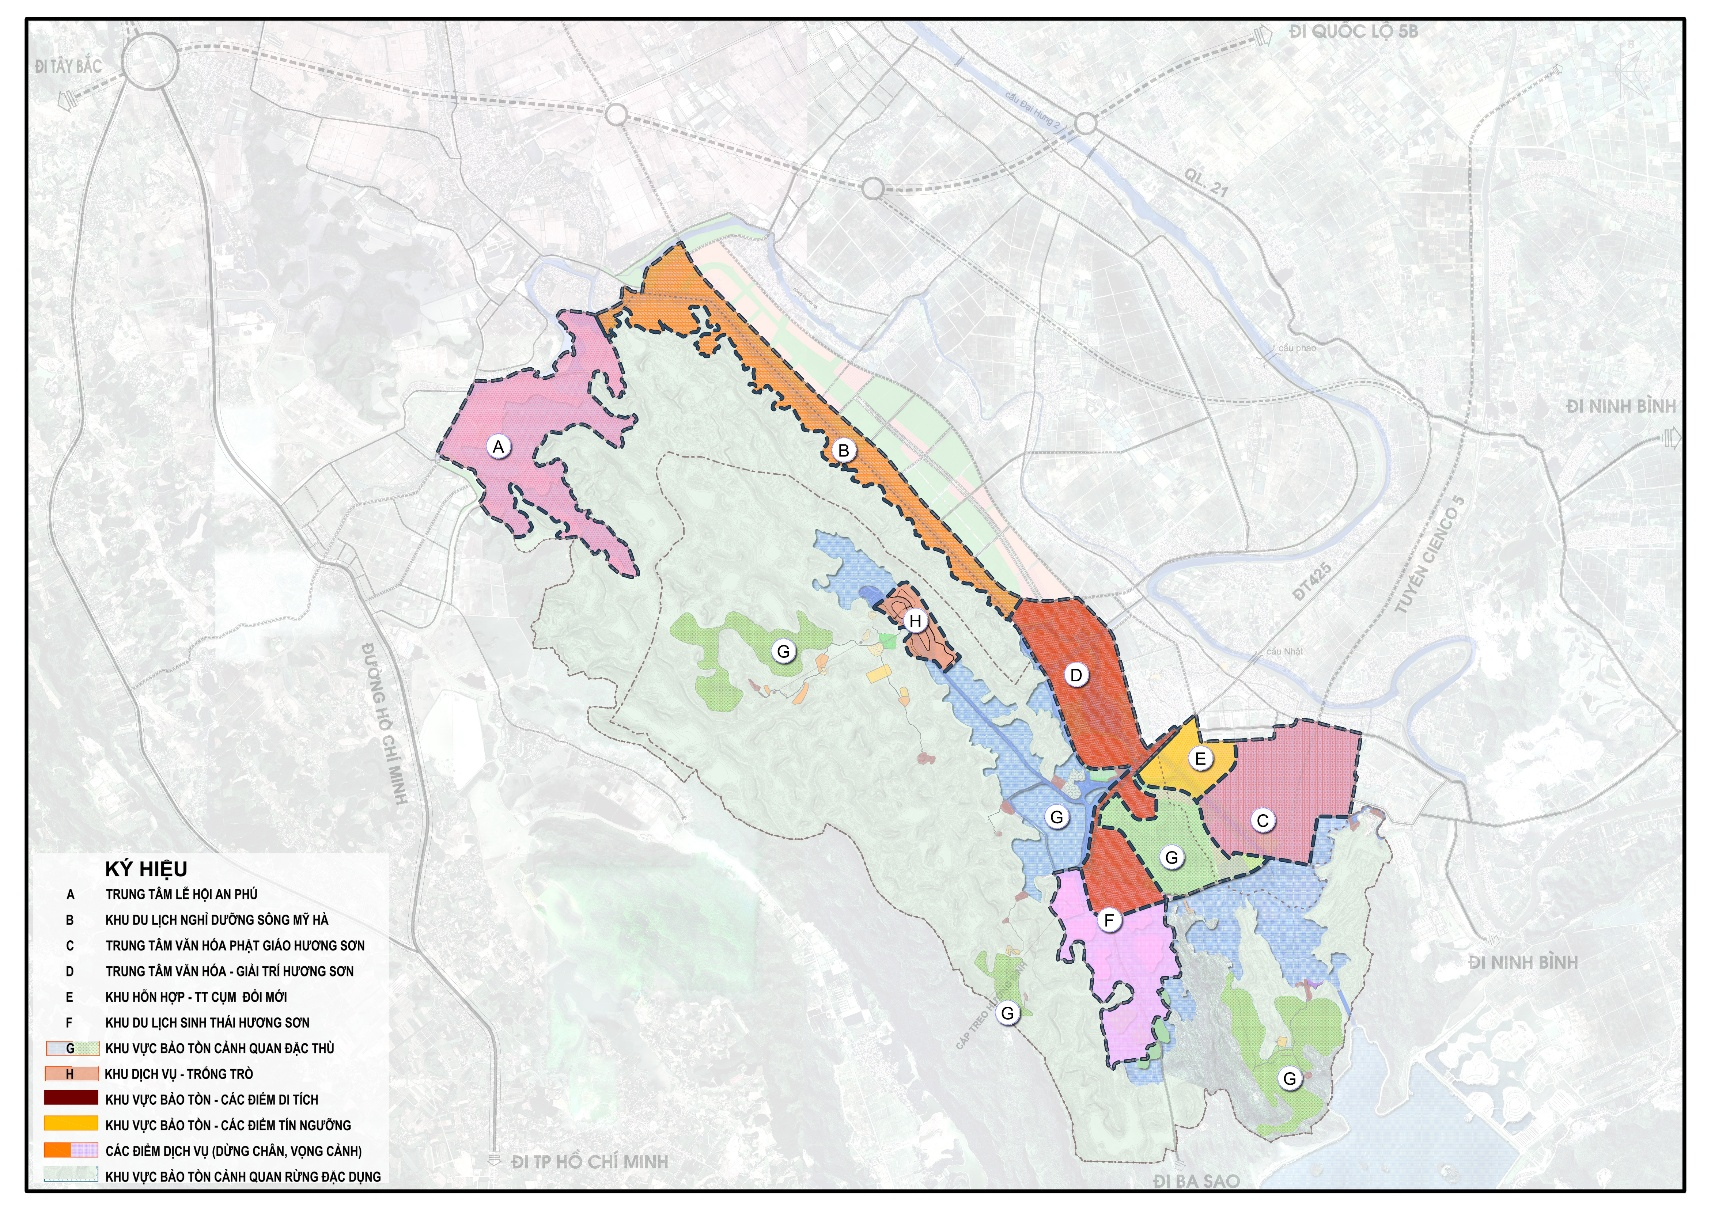 ĐI QUỐC LỘ 5B
ĐI TÂY BẮC
B
cầu Đại Hưng 2
QL. 21
cầu phao
ĐI NINH BÌNH
A
B
TUYẾN CIENCO 5
ĐT425
H
G
cầu Nhật
D
ĐƯỜNG HỒ CHÍ MINH
E
G
C
G
F
ĐI NINH BÌNH
G
CÁP TREO
G
ĐI TP HỒ CHÍ MINH
ĐI BA SAO
KÝ HIỆU
A TRUNG TÂM LỄ HỘI AN PHÚ
B KHU DU LỊCH NGHỈ DƯỠNG SÔNG MỸ HÀ
C TRUNG TÂM VĂN HÓA PHẬT GIÁO HƯƠNG SƠN
D TRUNG TÂM VĂN HÓA - GIẢI TRÍ HƯƠNG SƠN
E KHU HỖN HỢP - TT CỤM ĐỔI MỚI
F KHU DU LỊCH SINH THÁI HƯƠNG SƠN
G KHU VỰC BẢO TỒN CẢNH QUAN ĐẶC THÙ
H KHU DỊCH VỤ - TRỐNG TRÒ
KHU VỰC BẢO TỒN - CÁC ĐIỂM DI TÍCH
KHU VỰC BẢO TỒN - CÁC ĐIỂM TÍN NGƯỠNG
CÁC ĐIỂM DỊCH VỤ (DỪNG CHÂN, VỌNG CẢNH)
KHU VỰC BẢO TỒN CẢNH QUAN RỪNG ĐẶC DỤNG